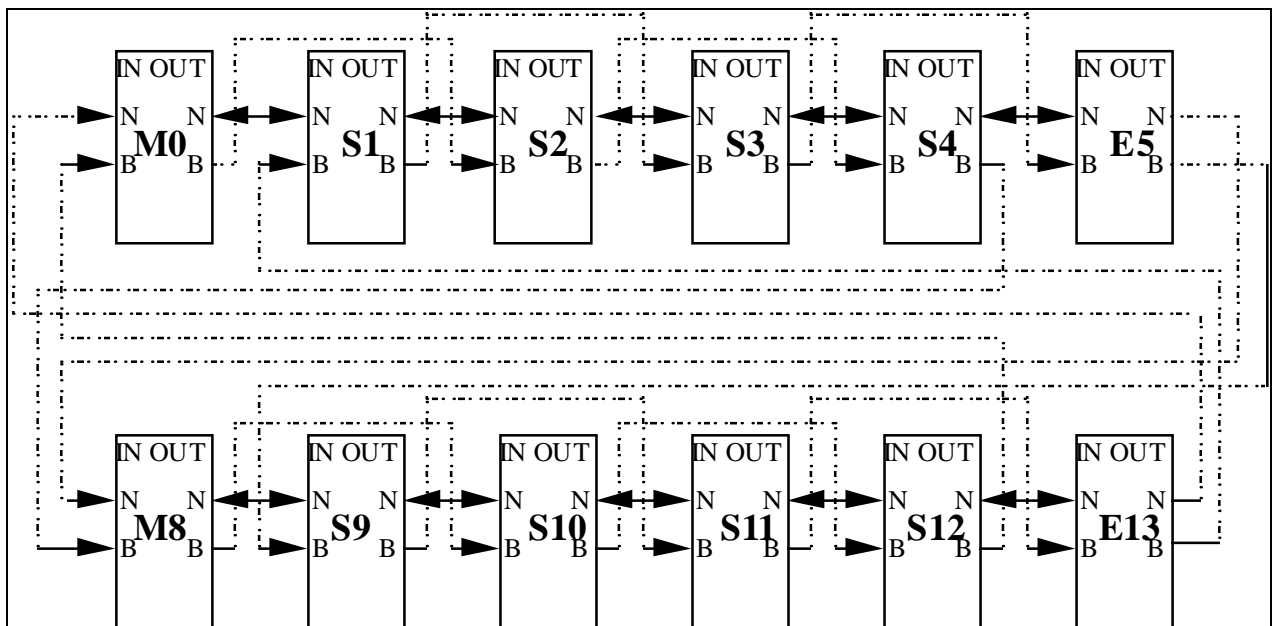 IN OUT IN OUT IN OUT IN OUT IN OUT IN OUT
N N N N N N N N N N N N
M0 S1 S2 S3 S4 E5
B B B B B B B B B B B B
IN OUT IN OUT IN OUT IN OUT IN OUT IN OUT
N N N N N N N N N N N N
M8 S9 S10 S11 S12 E13
B B B B B B B B B B B B